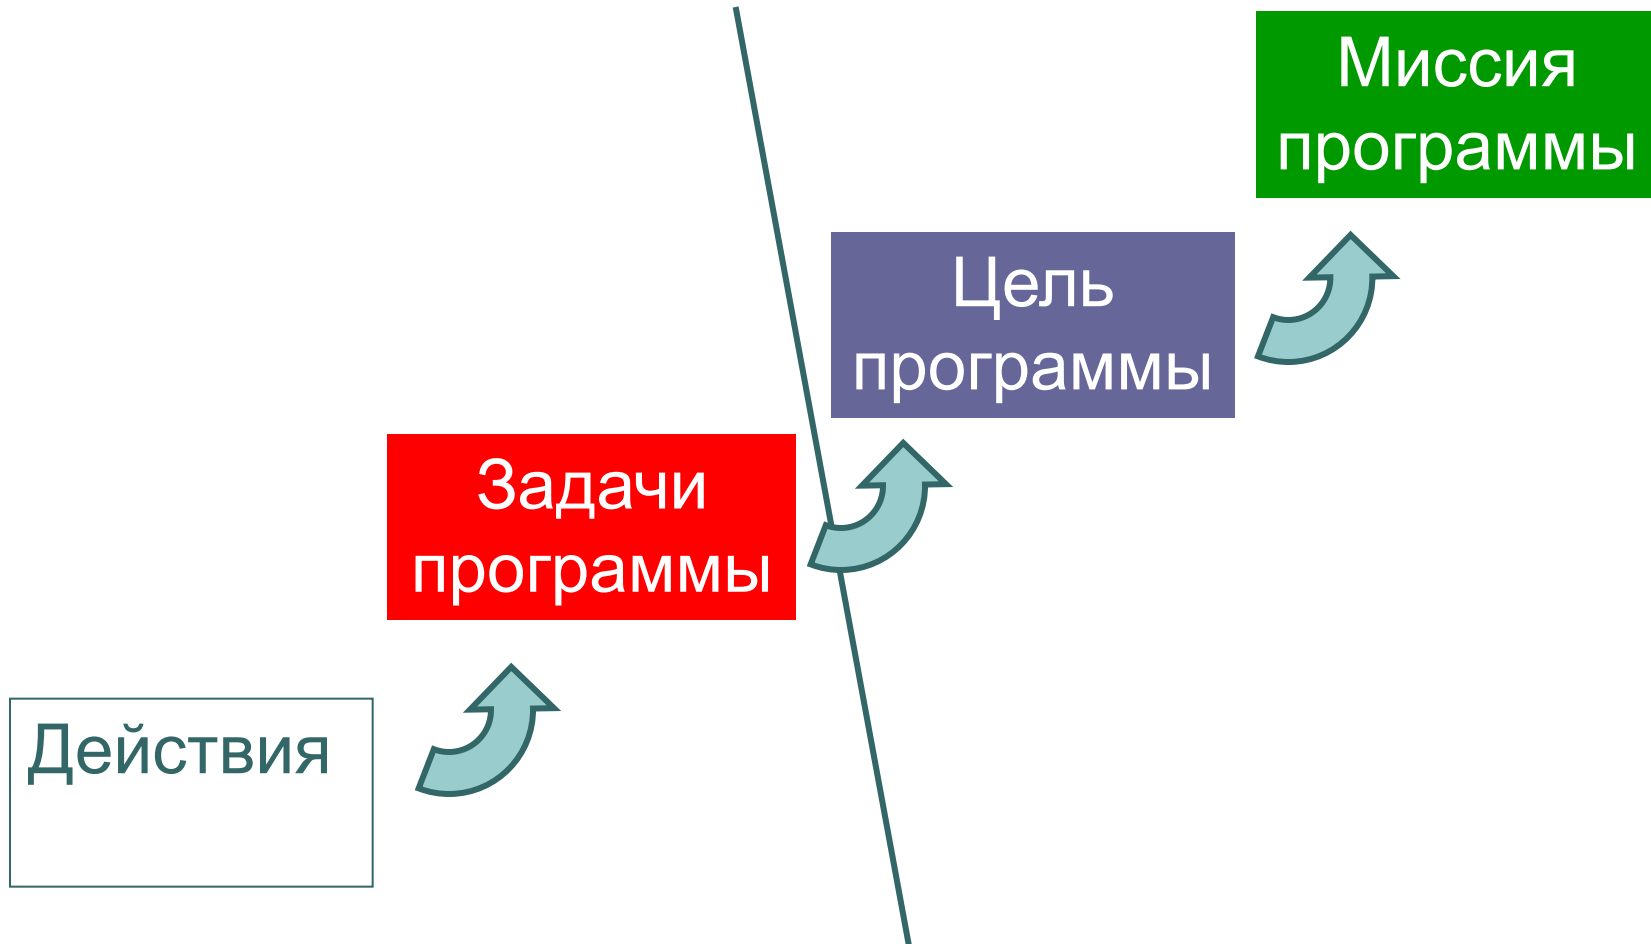 Миссия
программы
Цель
программы
Задачи
программы
Действия